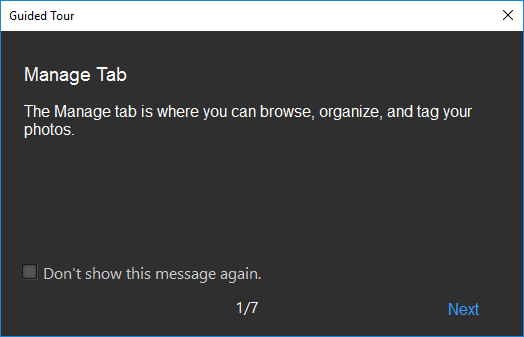 Guided Tour
Manage Tab
The Manage tab is where you can browse, organize, and tag your
photos.
Don't show this message again.
1/7
Next